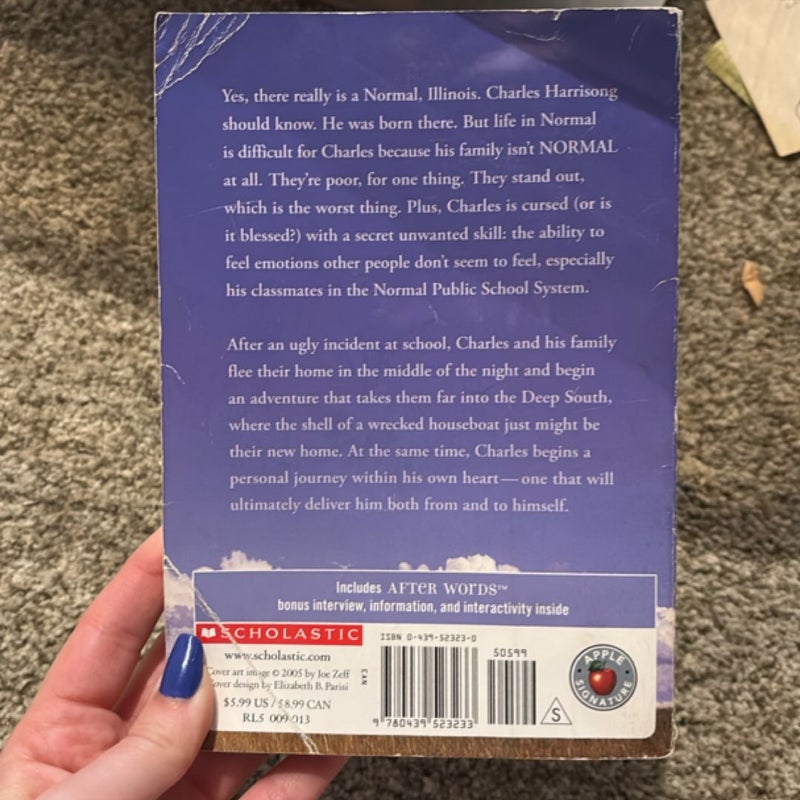 Yes, there really is a Normal, Illinois. Charles Harrisong
should know. He was born there. But life in Normal
is difficult for Charles because his family isn't NORMAL
at all. They're poor, for one thing. They stand out,
which is the worst thing. Plus, Charles is cursed (or is
it blessed?) with a secret unwanted skill: the ability to
feel emotions other people don't seem to feel, especially
his classmates in the Normal Public School System.
After an ugly incident at school, Charles and his family
flee their home in the middle of the night and begin
an adventure that takes them far into the Deep South,
where the shell of a wrecked houseboat just might be
their new home. At the same time, Charles begins a
personal journey within his own heart—one that will
ultimately deliver him both from and to himself.
Includes AFTER WORDS™
bonus interview, information, and interactivity inside
SCHOLASTIC
www.scholastic.com
Cover art image © 2005 by Joe Zeff
Cover design by Elizabeth B. Parisi
$5.99 US / $8.99 CAN
RL5 009-013
EAN
ISBN 0-439-52323-0
50599
9 780439 523233
S
APPLE
SIGNATURE